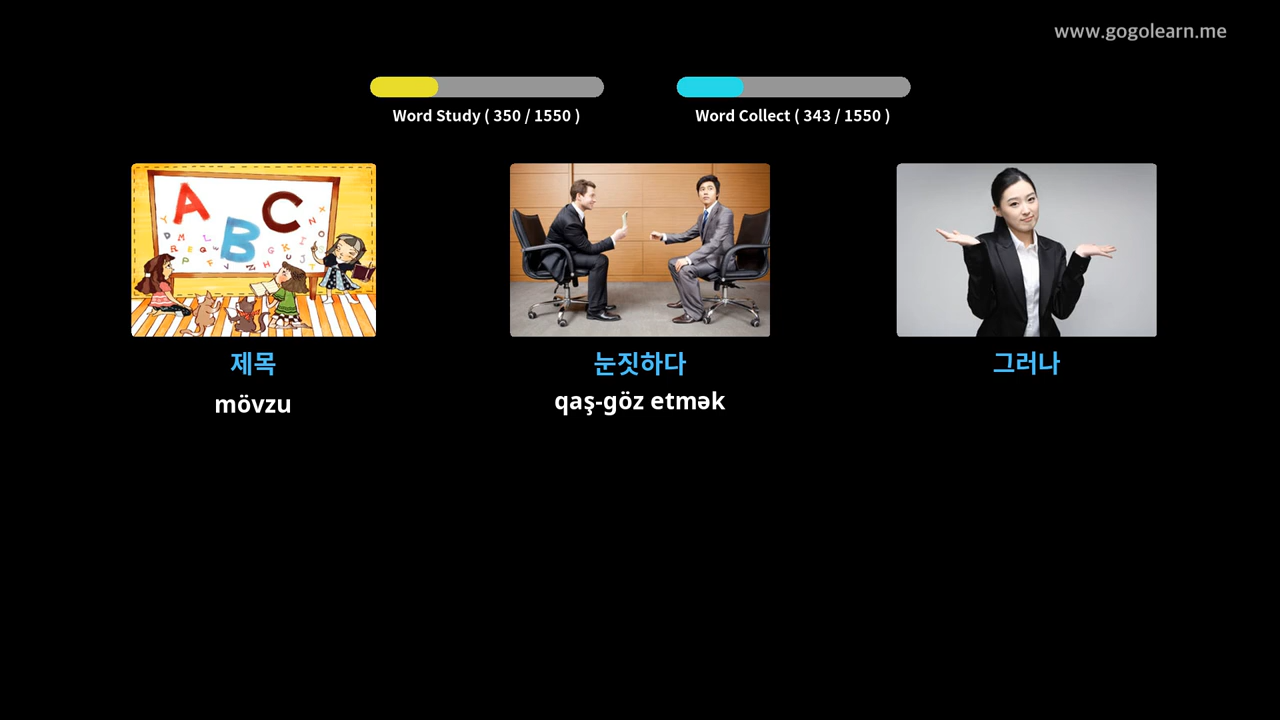 www.gogolearn.me
Word Study ( 350 / 1550 )
Word Collect ( 343 / 1550 )
A B C
제목
눈짓하다
그러나
mövzu
qaş-göz etmək